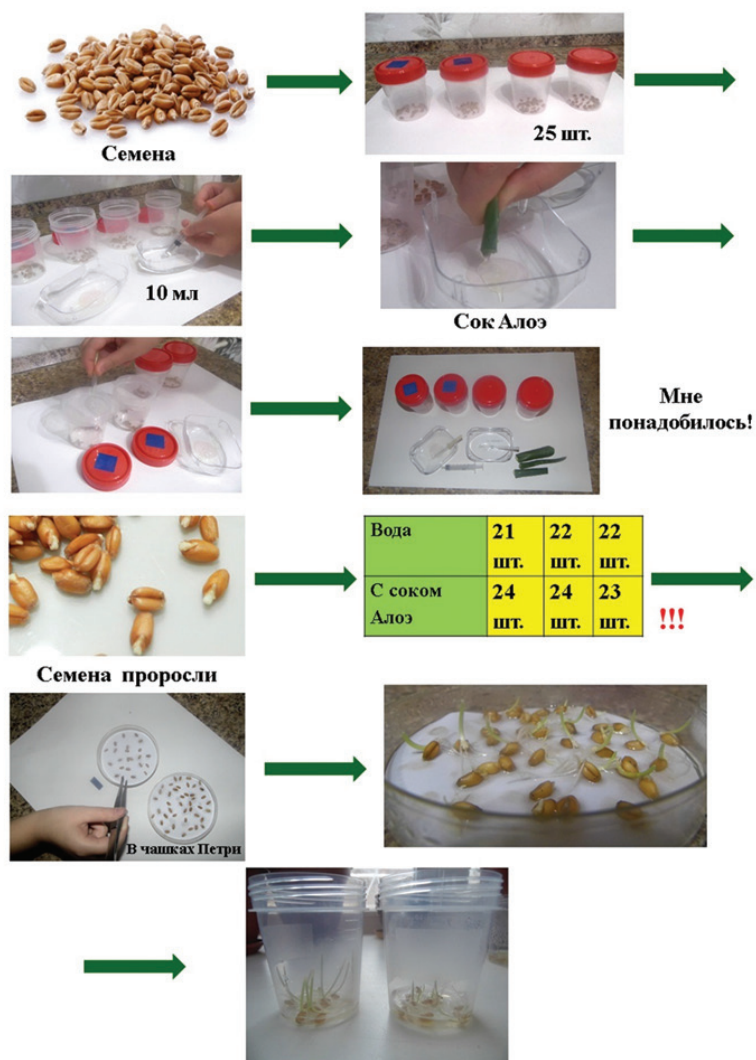 Семена
25 шт.
10 мл
Сок Алоэ
Мне
понадобилось!
Вода 21 22 22
шт. шт. шт.
С соком 24 24 23
Алоэ шт. шт. шт.
!!!
Семена проросли
В чашках Петри